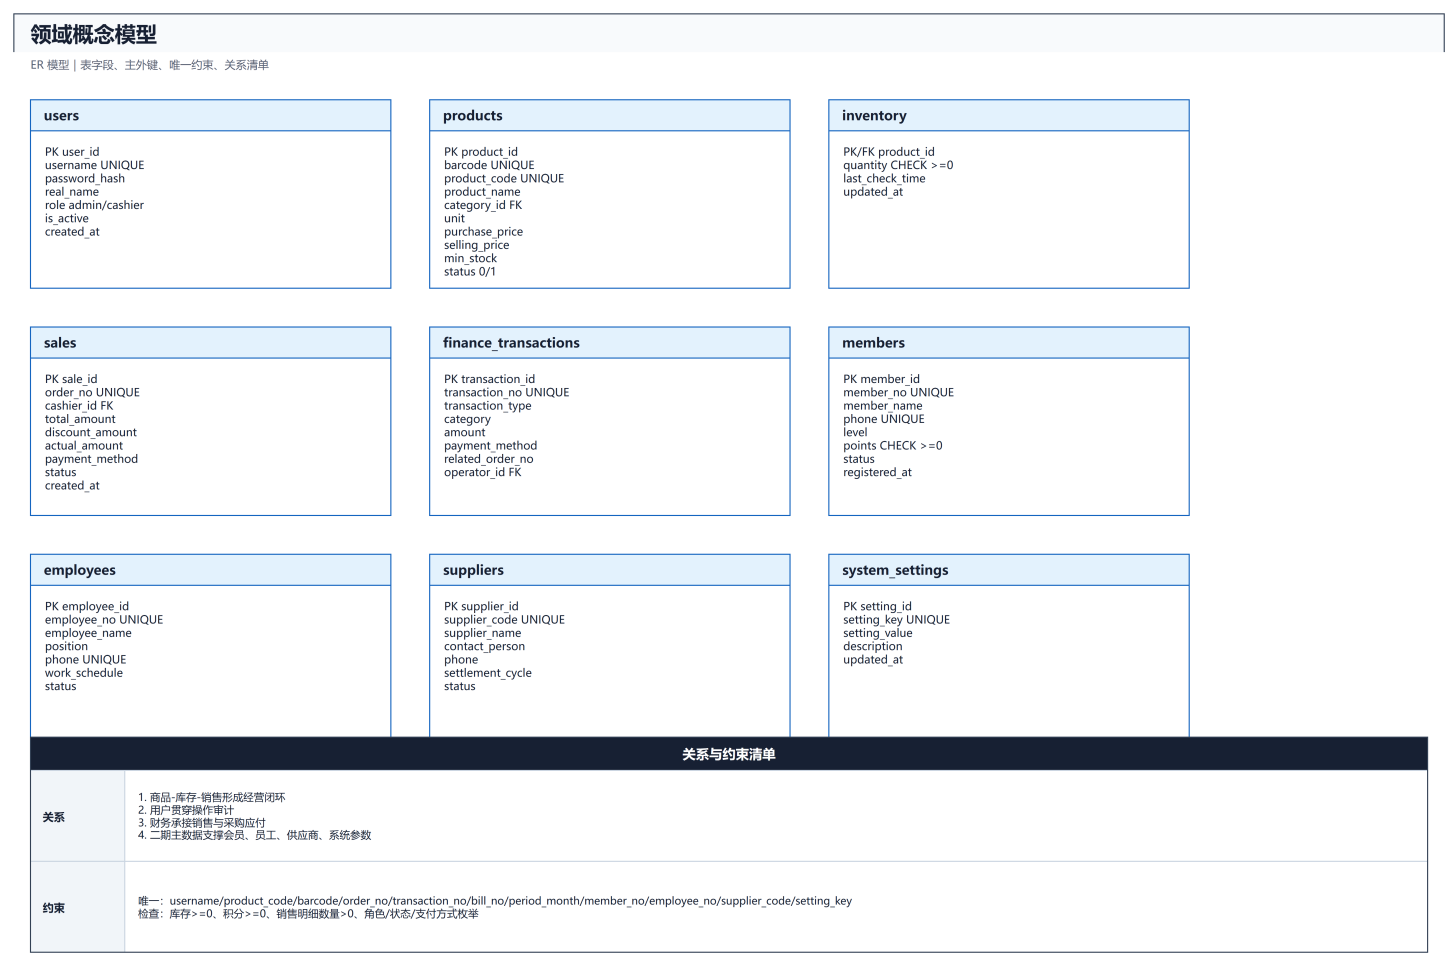 领域概念模型
ER 模型 | 表字段、主外键、唯一约束、关系清单
users
PK user_id
username UNIQUE
password_hash
real_name
role admin/cashier
is_active
created_at
products
PK product_id
barcode UNIQUE
product_code UNIQUE
product_name
category_id FK
unit
purchase_price
selling_price
min_stock
status 0/1
inventory
PK/FK product_id
quantity CHECK >=0
last_check_time
updated_at
sales
PK sale_id
order_no UNIQUE
cashier_id FK
total_amount
discount_amount
actual_amount
payment_method
status
created_at
finance_transactions
PK transaction_id
transaction_no UNIQUE
transaction_type
category
amount
payment_method
related_order_no
operator_id FK
members
PK member_id
member_no UNIQUE
member_name
phone UNIQUE
level
points CHECK >=0
status
registered_at
employees
PK employee_id
employee_no UNIQUE
employee_name
position
phone UNIQUE
work_schedule
status
suppliers
PK supplier_id
supplier_code UNIQUE
supplier_name
contact_person
phone
settlement_cycle
status
system_settings
PK setting_id
setting_key UNIQUE
setting_value
description
updated_at
关系与约束清单
关系
1. 商品-库存-销售形成经营闭环
2. 用户贯穿操作审计
3. 财务承接销售与采购应付
4. 二期主数据支撑会员、员工、供应商、系统参数
约束
唯一：username/product_code/barcode/order_no/transaction_no/bill_no/period_month/member_no/employee_no/supplier_code/setting_key
检查：库存>=0、积分>=0、销售明细数量>0、角色/状态/支付方式枚举